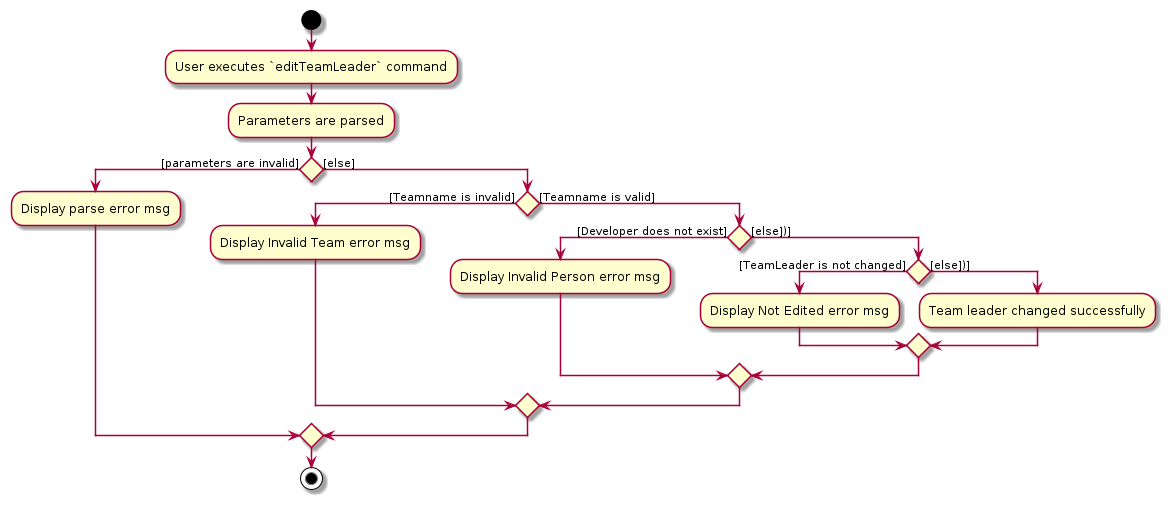 User executes `editTeamLeader` command
Parameters are parsed
[parameters are invalid]
[else]
Display parse error msg
[Teamname is invalid]
[Teamname is valid]
Display Invalid Team error msg
[Developer does not exist]
[else])]
Display Invalid Person error msg
[TeamLeader is not changed]
[else])]
Display Not Edited error msg
Team leader changed successfully